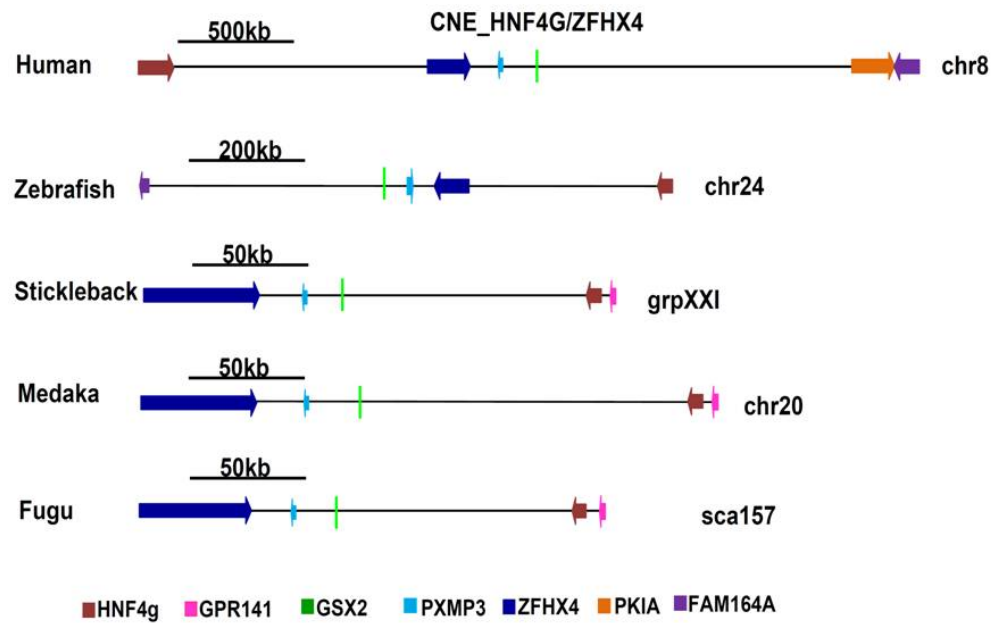 CNE_HNF4G/ZFHX4
500kb
Human chr8
200kb
Zebrafish chr24
50kb
Stickleback grpXXI
50kb
Medaka chr20
50kb
Fugu sca157
HNF4g GPR141 GSX2 PXMP3 ZFHX4 PKIA FAM164A